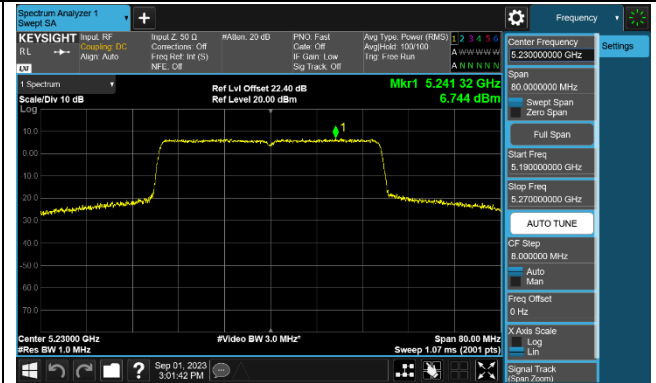 Spectrum Analyzer 1
Swept SA
+
Frequency
KEYSIGHT
RL
LXI
Input: RF
Coupling: DC
Align: Auto
Input Z: 50 Ω
Corrections: Off
Freq Ref: Int (S)
NFE: Off
#Atten: 20 dB
PNO: Fast
Gate: Off
IF Gain: Low
Sig Track: Off
Avg Type: Power (RMS)
Avg|Hold: 100/100
Trig: Free Run
1 2 3 4 5 6
A W W W W W
A N N N N N
1 Spectrum
Scale/Div 10 dB
Ref Lvl Offset 22.40 dB
Ref Level 20.00 dBm
Mkr1 5.241 32 GHz
6.744 dBm
Log
10.0
0.00
10.0
20.0
30.0
40.0
-50.0
60.0
70.0
1
Center 5.23000 GHz
#Res BW 1.0 MHz
#Video BW 3.0 MHz*
Span 80.00 MHz
Sweep 1.07 ms (2001 pts)
Center Frequency
5.230000000 GHz
Settings
Span
80.0000000 MHz
Swept Span
Zero Span
Full Span
Start Freq
5.190000000 GHz
Stop Freq
5.270000000 GHz
AUTO TUNE
CF Step
8.000000 MHz
Auto
Man
Freq Offset
0 Hz
X Axis Scale
Log
Lin
Signal Track
(Span Zoom)
?
Sep 01, 2023
3:01:42 PM